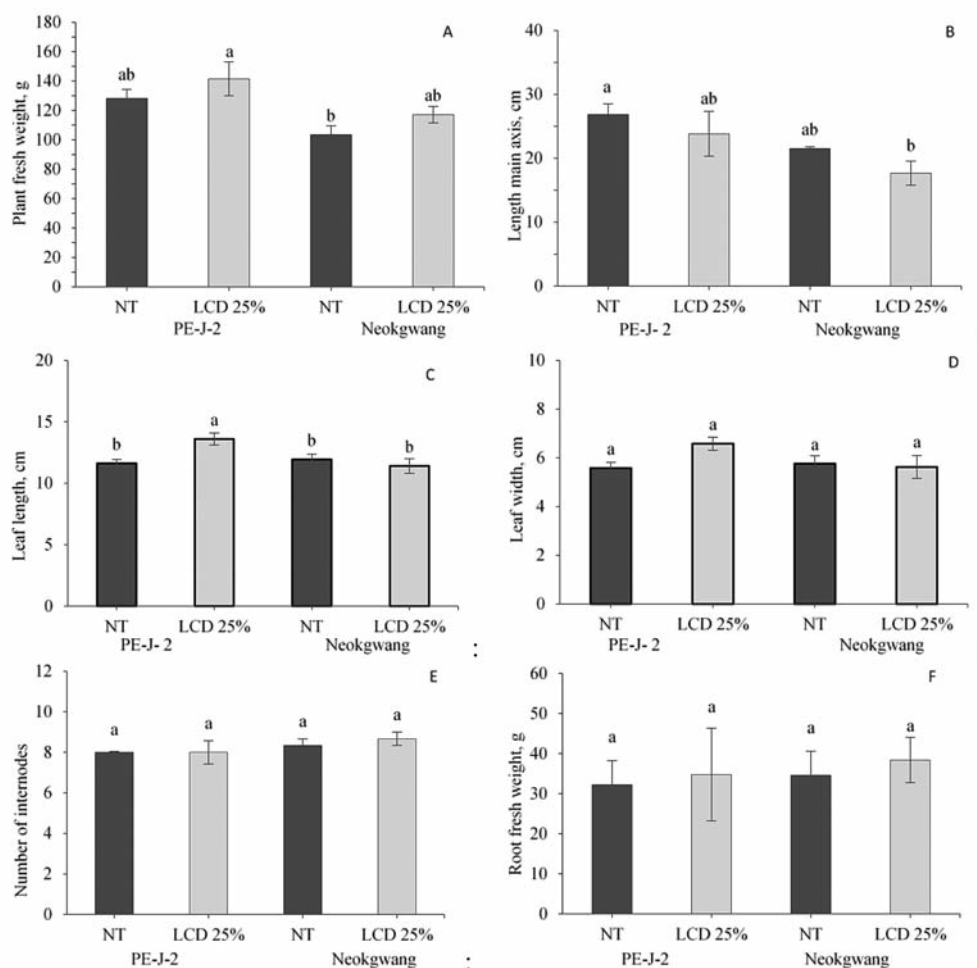 A
Plant fresh weight, g
180
160
140
120
100
80
60
40
20
0
ab
a
b
ab
NT LCD 25% NT LCD 25%
PE-J-2 Neokgwang
B
Length main axis, cm
40
30
20
10
0
a
ab
ab
b
NT LCD 25% NT LCD 25%
PE-J- 2 Neokgwang
C
Leaf length, cm
20
15
10
5
0
b
a
b
b
NT LCD 25% NT LCD 25%
PE-J- 2 Neokgwang
:
D
Leaf width, cm
10
8
6
4
2
0
a
a
a
a
NT LCD 25% NT LCD 25%
PE-J- 2 Neokgwang
E
Number of internodes
12
10
8
6
4
2
0
a
a
a
a
NT LCD 25% NT LCD 25%
PE-J-2 Neokgwang
:
F
Root fresh weight, g
60
50
40
30
20
10
0
a
a
a
a
NT LCD 25% NT LCD 25%
PE-J-2 Neokgwang